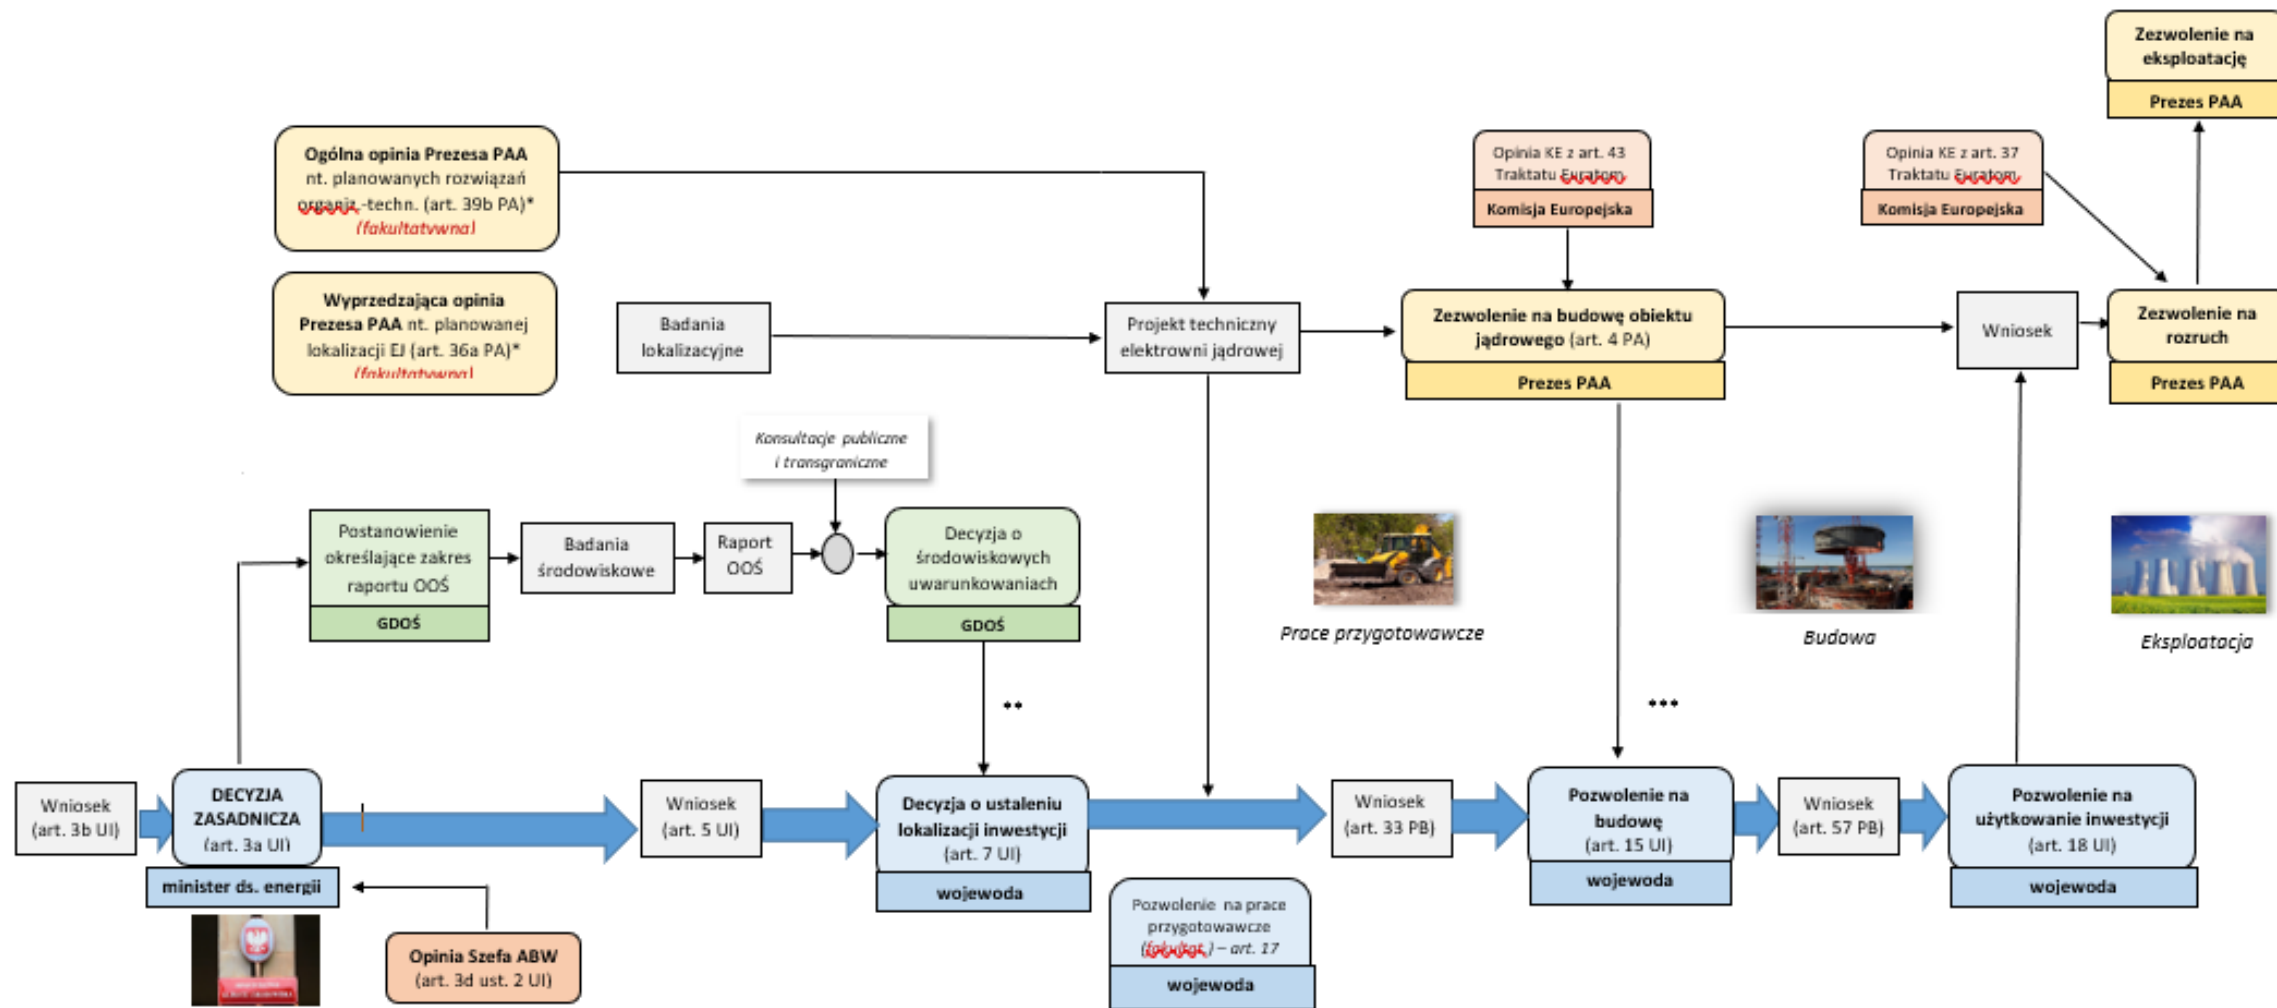 Zezwolenie na
eksploatację
Prezes PAA
Ogólna opinia Prezesa PAA
nt. planowanych rozwiązań
organiz.-techn. (art. 39b PA)*
(fakultatywna)
Opinia KE z art. 43
Traktatu Euratom
Komisja Europejska
Opinia KE z art. 37
Traktatu Euratom
Komisja Europejska
Wyprzedzająca opinia
Prezesa PAA nt. planowanej
lokalizacji EJ (art. 36a PA)*
(fakultatywna)
Badania
lokalizacyjne
Projekt techniczny
elektrowni jądrowej
Zezwolenie na budowę obiektu
jądrowego (art. 4 PA)
Prezes PAA
Wniosek
Zezwolenie na
rozruch
Prezes PAA
Konsultacje publiczne
i transgraniczne
Postanowienie
określające zakres
raportu OOŚ
GDOŚ
Badania
środowiskowe
Raport
OOŚ
Decyzja o
środowiskowych
uwarunkowaniach
GDOŚ
Prace przygotowawcze
Budowa
Eksploatacja
**
***
Wniosek
(art. 3b UI)
DECYZJA
ZASADNICZA
(art. 3a UI)
minister ds. energii
Wniosek
(art. 5 UI)
Decyzja o ustaleniu
lokalizacji inwestycji
(art. 7 UI)
wojewoda
Wniosek
(art. 33 PB)
Pozwolenie na
budowę
(art. 15 UI)
wojewoda
Wniosek
(art. 57 PB)
Pozwolenie na
użytkowanie inwestycji
(art. 18 UI)
wojewoda
Opinia Szefa ABW
(art. 3d ust. 2 UI)
Pozwolenie na prace
przygotowawcze
(fakultat.) – art. 17
wojewoda